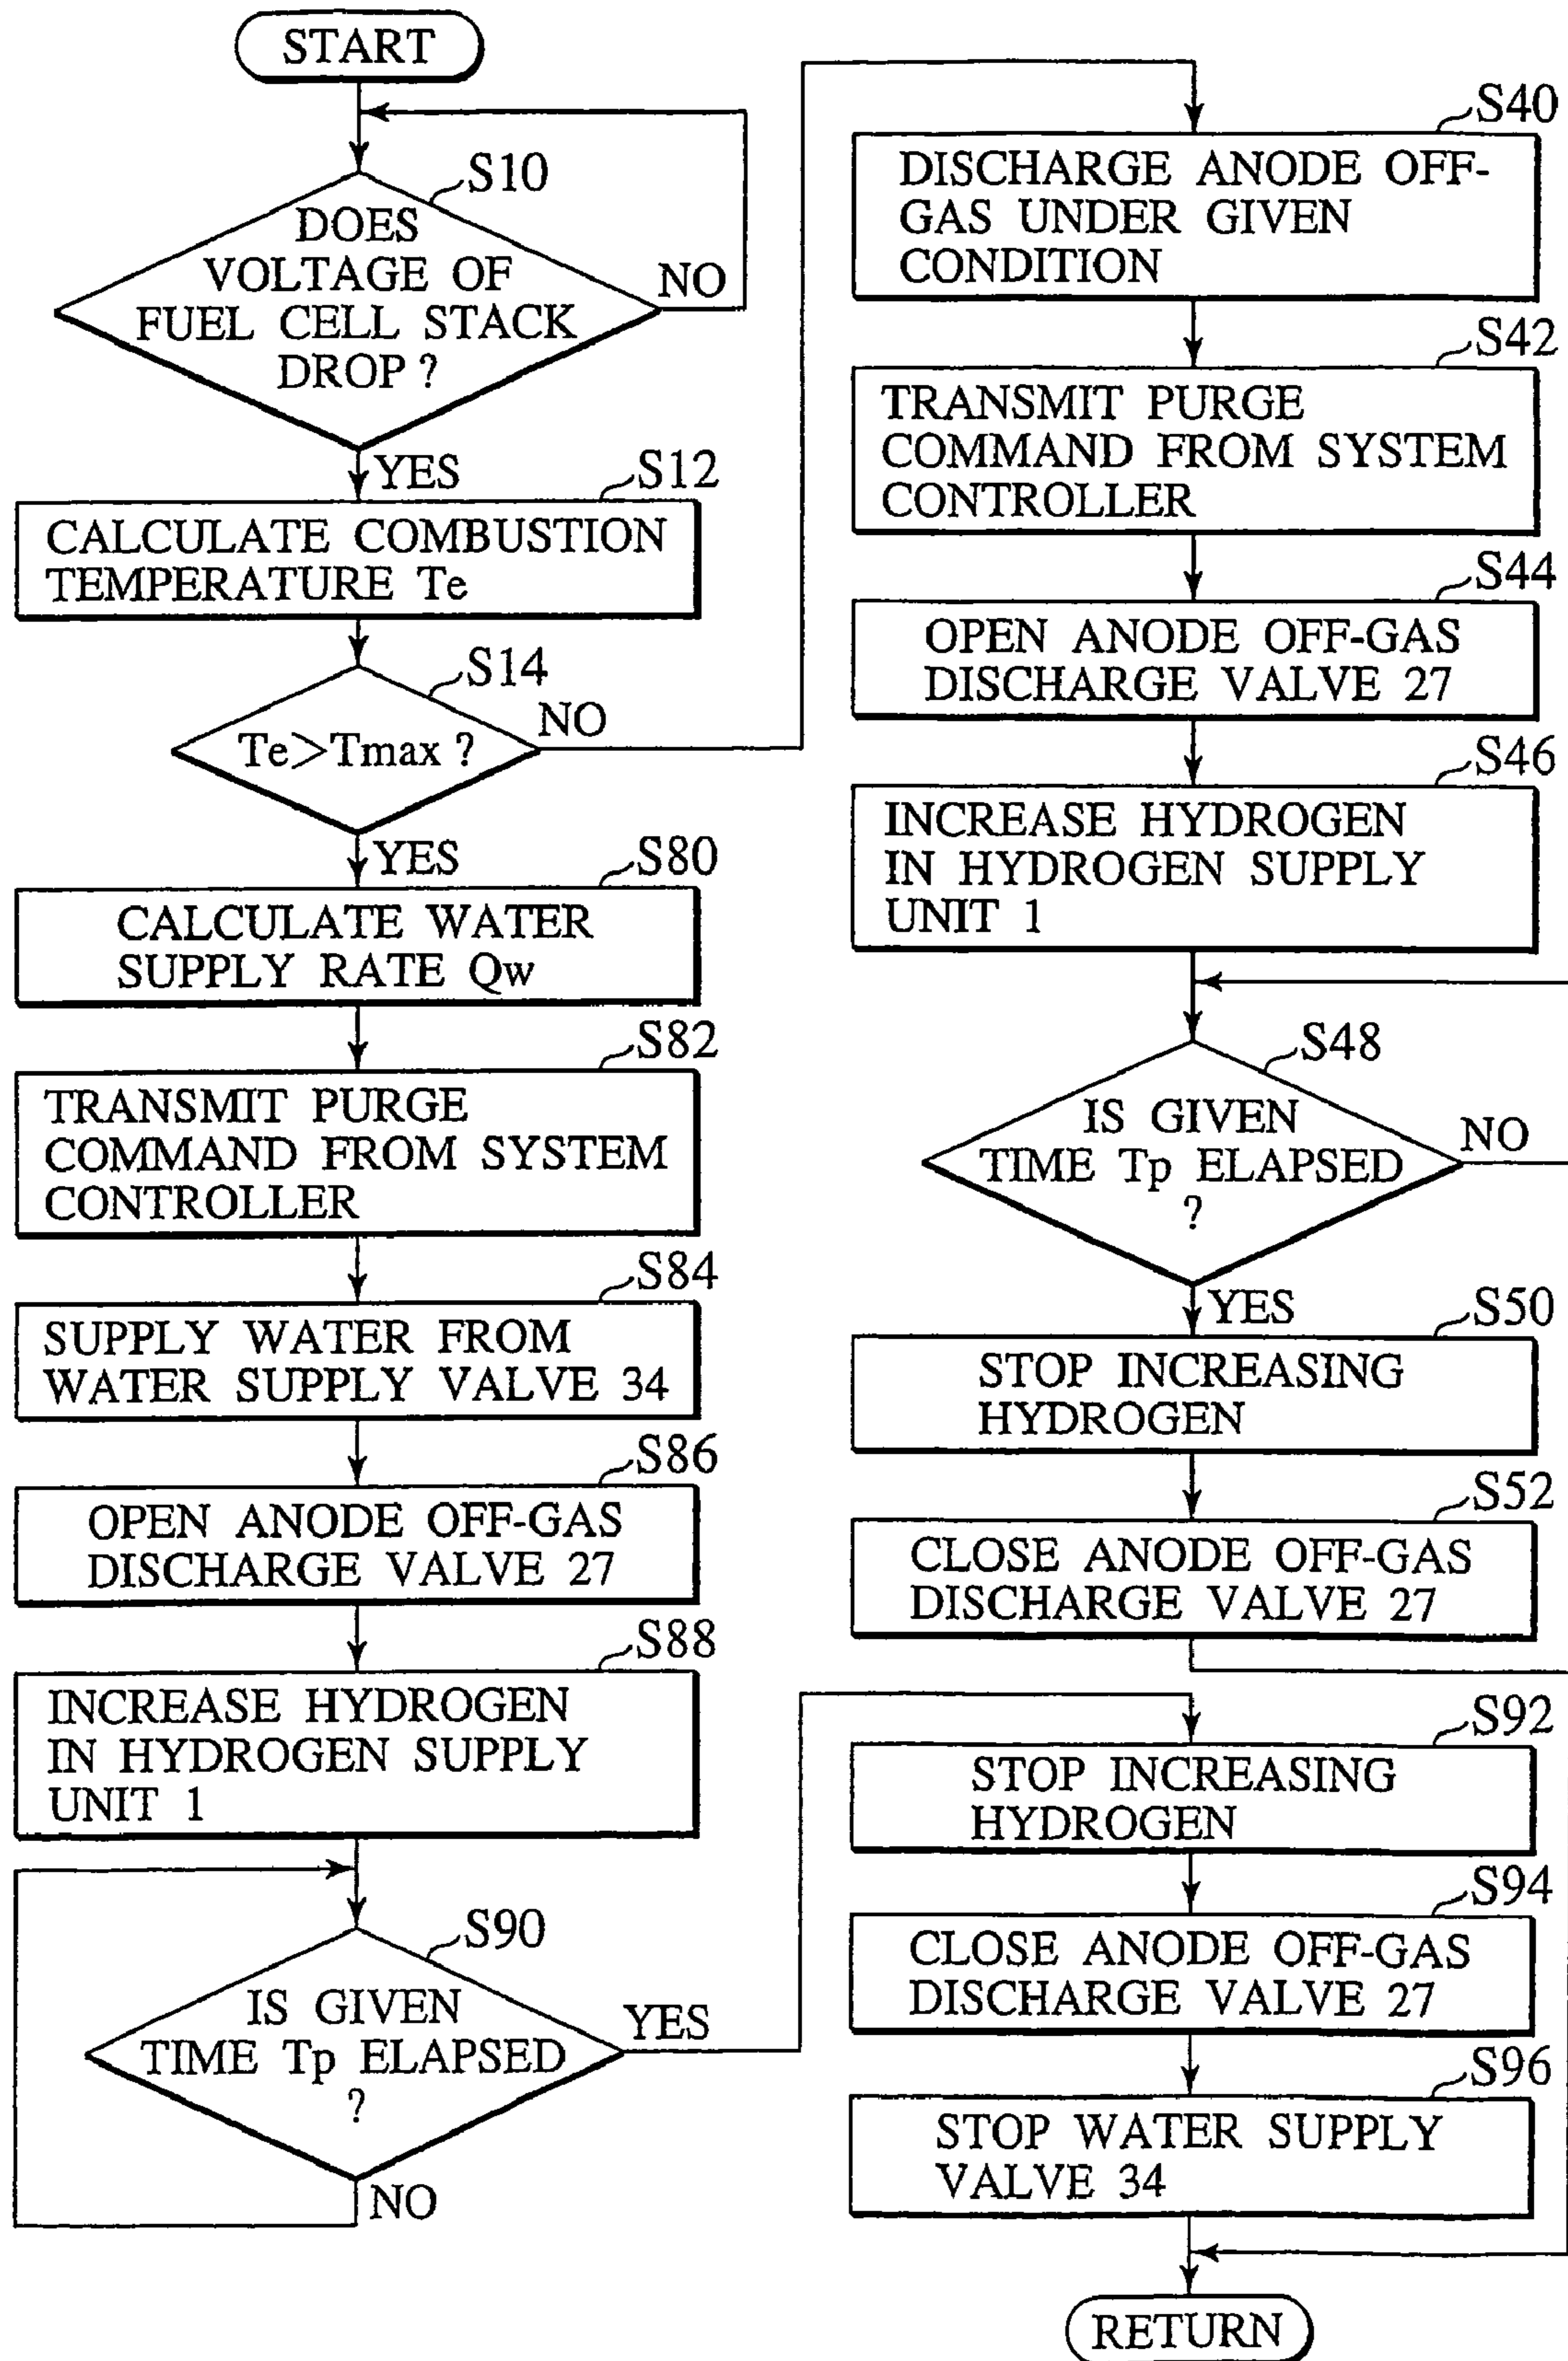 START
S10
DOES
VOLTAGE OF
FUEL CELL STACK
DROP ?
NO
YES
S12
CALCULATE COMBUSTION
TEMPERATURE Te
S14
Te>Tmax ?
NO
YES
S80
CALCULATE WATER
SUPPLY RATE Qw
S82
TRANSMIT PURGE
COMMAND FROM SYSTEM
CONTROLLER
S84
SUPPLY WATER FROM
WATER SUPPLY VALVE 34
S86
OPEN ANODE OFF-GAS
DISCHARGE VALVE 27
S88
INCREASE HYDROGEN
IN HYDROGEN SUPPLY
UNIT 1
S90
IS GIVEN
TIME Tp ELAPSED
?
YES
NO
S40
DISCHARGE ANODE OFF-
GAS UNDER GIVEN
CONDITION
S42
TRANSMIT PURGE
COMMAND FROM SYSTEM
CONTROLLER
S44
OPEN ANODE OFF-GAS
DISCHARGE VALVE 27
S46
INCREASE HYDROGEN
IN HYDROGEN SUPPLY
UNIT 1
S48
IS GIVEN
TIME Tp ELAPSED
?
NO
YES
S50
STOP INCREASING
HYDROGEN
S52
CLOSE ANODE OFF-GAS
DISCHARGE VALVE 27
S92
STOP INCREASING
HYDROGEN
S94
CLOSE ANODE OFF-GAS
DISCHARGE VALVE 27
S96
STOP WATER SUPPLY
VALVE 34
RETURN